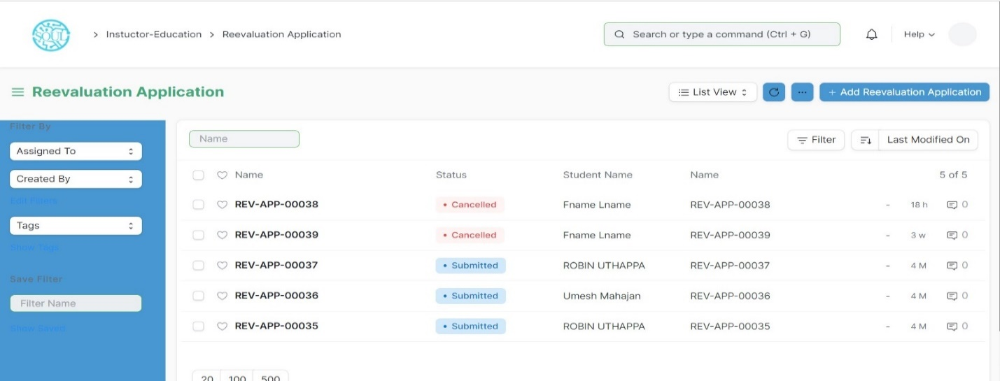 SOUL
> Instuctor-Education > Reevaluation Application
Search or type a command (Ctrl + G)
Help
Reevaluation Application
List View
...
+ Add Reevaluation Application
Filter By
Assigned To
Created By
Edit Filters
Tags
Show Tags
Save Filter
Filter Name
Show Saved
Name
Filter
Last Modified On
Name Status Student Name Name 5 of 5
REV-APP-00038 • Cancelled Fname Lname REV-APP-00038 - 18 h 0
REV-APP-00039 • Cancelled Fname Lname REV-APP-00039 - 3 w 0
REV-APP-00037 • Submitted ROBIN UTHAPPA REV-APP-00037 - 4 M 0
REV-APP-00036 • Submitted Umesh Mahajan REV-APP-00036 - 4 M 0
REV-APP-00035 • Submitted ROBIN UTHAPPA REV-APP-00035 - 4 M 0
20 100 500